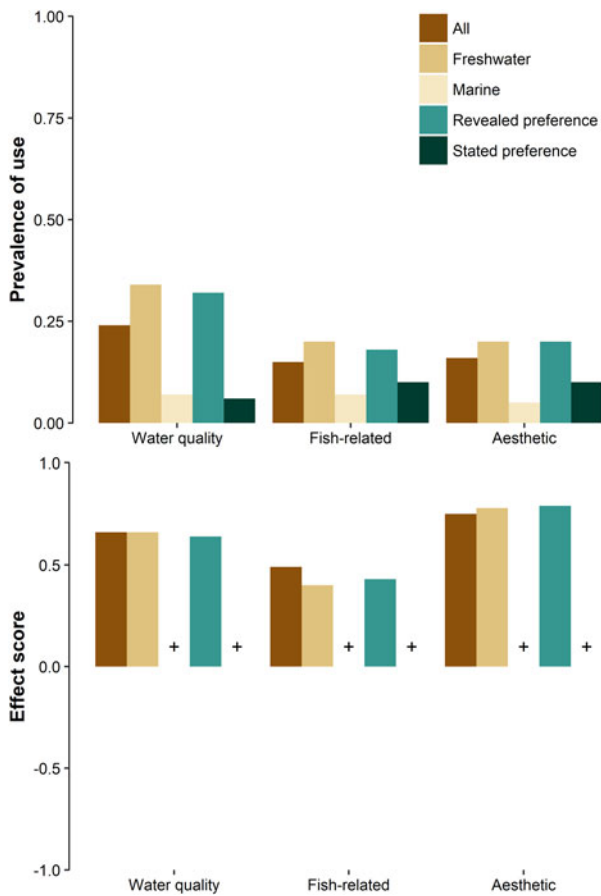 1.00
All
Freshwater
Marine
0.75
Revealed preference
Stated preference
Prevalence of use
0.50
0.25
0.00
Water quality Fish-related Aesthetic
1.0
0.5
+ + + + + +
Effect score
0.0
-0.5
-1.0
Water quality Fish-related Aesthetic